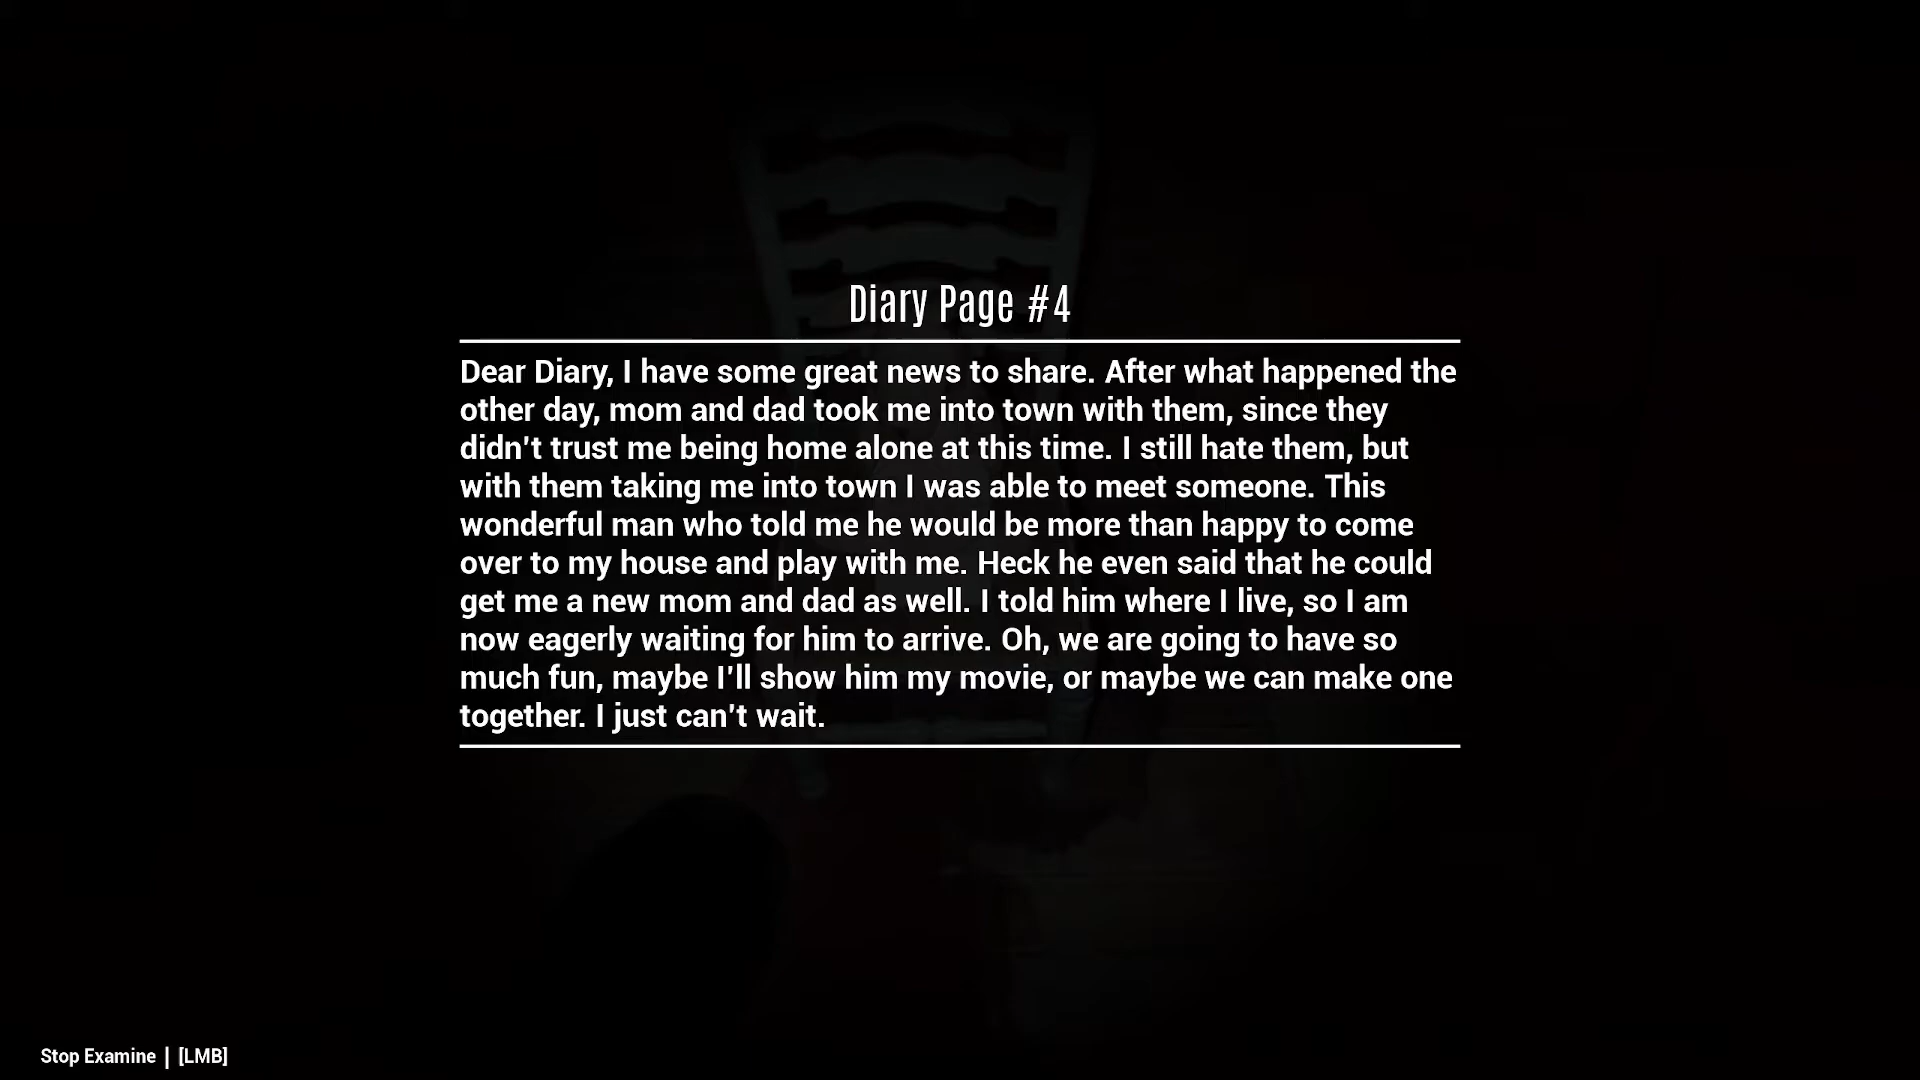 Diary Page #4
Dear Diary, I have some great news to share. After what happened the
other day, mom and dad took me into town with them, since they
didn't trust me being home alone at this time. I still hate them, but
with them taking me into town I was able to meet someone. This
wonderful man who told me he would be more than happy to come
over to my house and play with me. Heck he even said that he could
get me a new mom and dad as well. I told him where I live, so I am
now eagerly waiting for him to arrive. Oh, we are going to have so
much fun, maybe I'll show him my movie, or maybe we can make one
together. I just can't wait.
Stop Examine | [LMB]